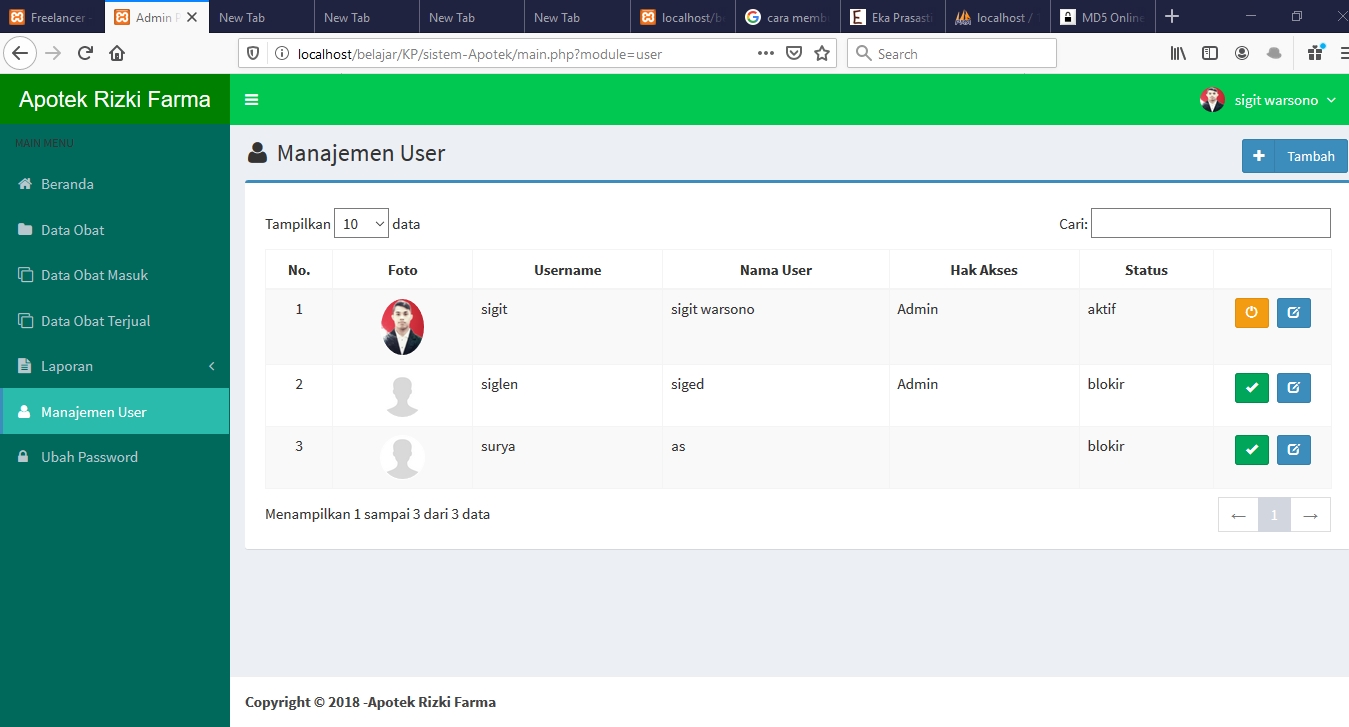 Freelancer -
Admin P
New Tab
New Tab
New Tab
New Tab
localhost/be
cara memb
Eka Prasasti
localhost /
MD5 Online
localhost/belajar/KP/sistem-Apotek/main.php?module=user
Search
Apotek Rizki Farma
sigit warsono
MAIN MENU
Beranda
Data Obat
Data Obat Masuk
Data Obat Terjual
Laporan
Manajemen User
Ubah Password
Manajemen User
Tambah
Tampilkan 10 data
Cari:
No. Foto Username Nama User Hak Akses Status
1 sigit sigit warsono Admin aktif
2 siglen siged Admin blokir
3 surya as blokir
Menampilkan 1 sampai 3 dari 3 data
← 1 →
Copyright © 2018 -Apotek Rizki Farma